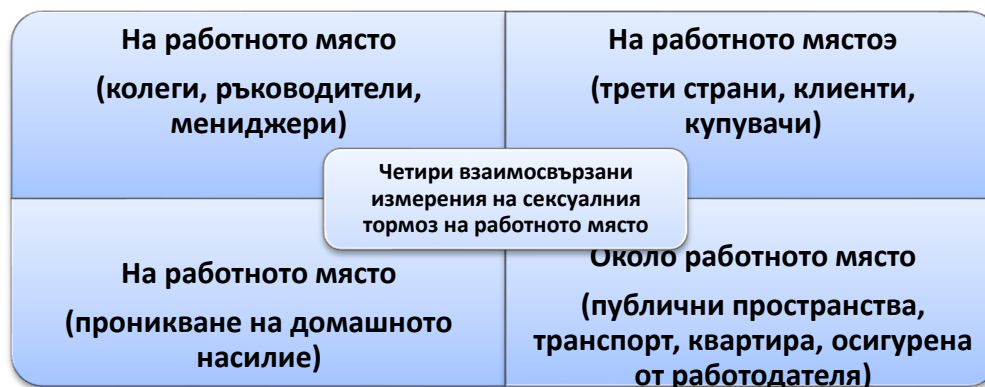 На работното място
(колеги, ръководители,
мениджери)
На работното мястоэ
(трети страни, клиенти,
купувачи)
Четири взаимосвързани
измерения на сексуалния
тормоз на работното място
На работното място
(проникване на домашното
насилие)
Около работното място
(публични пространства,
транспорт, квартира, осигурена
от работодателя)